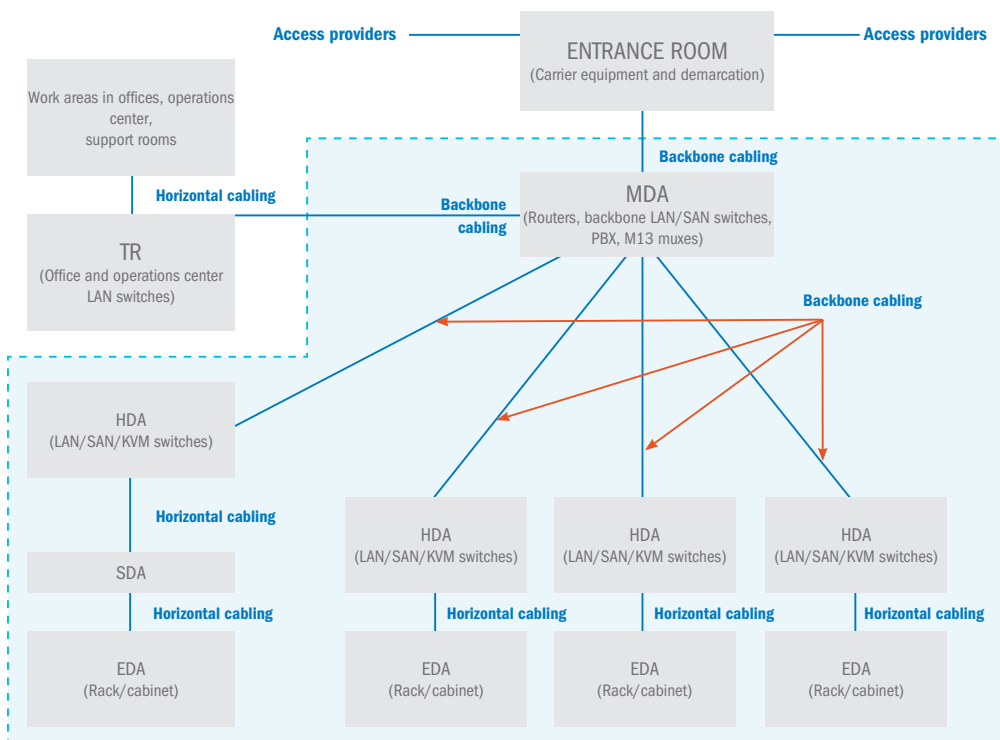 Access providers
ENTRANCE ROOM
(Carrier equipment and demarcation)
Access providers
Work areas in offices, operations
center,
support rooms
Backbone cabling
Horizontal cabling
MDA
(Routers, backbone LAN/SAN switches,
PBX, M13 muxes)
Backbone
cabling
TR
(Office and operations center
LAN switches)
Backbone cabling
HDA
(LAN/SAN/KVM switches)
Horizontal cabling
HDA
(LAN/SAN/KVM switches)
HDA
(LAN/SAN/KVM switches)
HDA
(LAN/SAN/KVM switches)
SDA
Horizontal cabling
Horizontal cabling
Horizontal cabling
Horizontal cabling
EDA
(Rack/cabinet)
EDA
(Rack/cabinet)
EDA
(Rack/cabinet)
EDA
(Rack/cabinet)